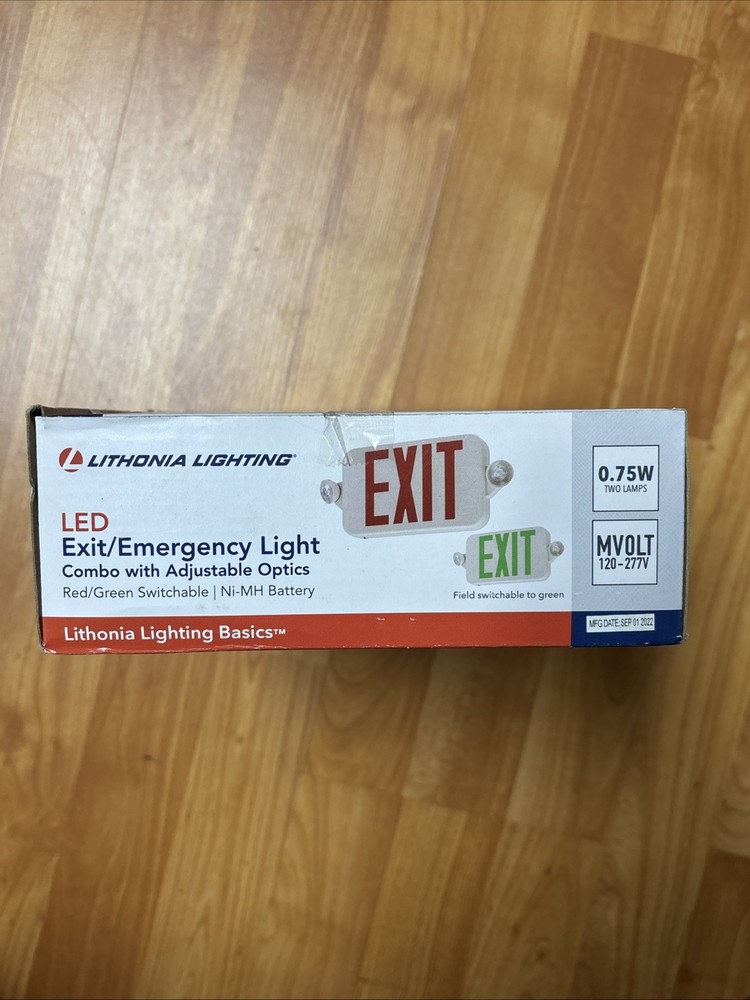 LITHONIA LIGHTING®
LED
Exit/Emergency Light
Combo with Adjustable Optics
Red/Green Switchable | Ni-MH Battery
Lithonia Lighting Basics™
EXIT
EXIT
Field switchable to green
0.75W
TWO LAMPS
MVOLT
120-277V
MFG DATE:SEP 01 2022